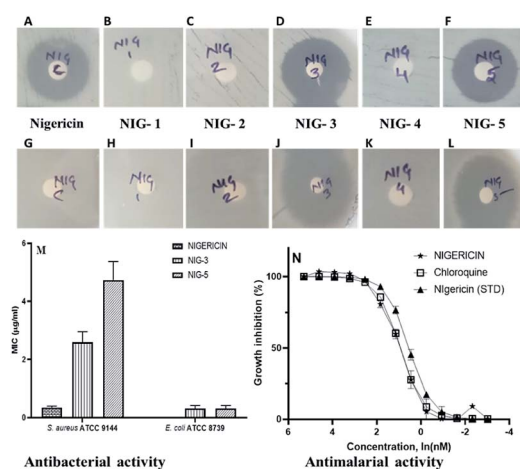 A B C D E F
NIG C
NIG 1
NIG 2
NIG 3
NIG 4
NIG 5
Nigericin NIG- 1 NIG- 2 NIG- 3 NIG- 4 NIG- 5
G H I J K L
NIG C
NIG 1
NIG 2
NIG 3
NIG 4
NIG
M
NIGERICIN
NIG-3
NIG-5
MIC (µg/ml)
6
4
2
0
S. aureus ATCC 9144 E. coli ATCC 8739
Antibacterial activity
N
NIGERICIN
Chloroquine
NIgericin (STD)
Growth inhibition (%)
100
50
0
6 4 2 0 -2 -4
Concentration, ln(nM)
Antimalarial activity